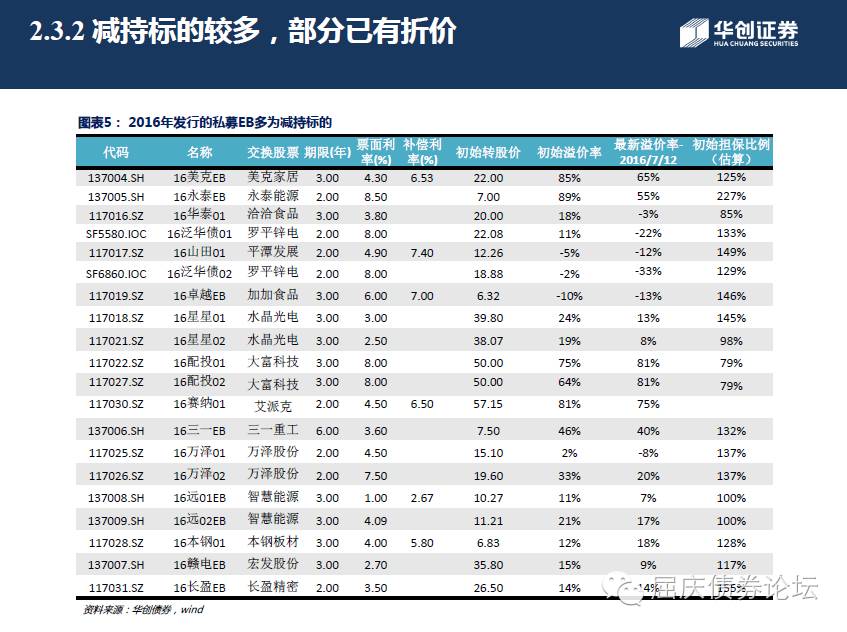 2.3.2 减持标的较多，部分已有折价
华创证券
HUA CHUANG SECURITIES
图表5： 2016年发行的私募EB多为减持标的
代码 名称 交换股票 期限(年) 票面利率(%) 补偿利率(%) 初始转股价 初始溢价率 最新溢价率-2016/7/12 初始担保比例（估算）
137004.SH 16美克EB 美克家居 3.00 4.30 6.53 22.00 85% 65% 125%
137005.SH 16永泰EB 永泰能源 2.00 8.50 7.00 89% 55% 227%
117016.SZ 16华泰01 洽洽食品 3.00 3.80 20.00 18% -3% 85%
SF5580.IOC 16泛华债01 罗平锌电 2.00 8.00 22.08 11% -22% 133%
117017.SZ 16山田01 平潭发展 2.00 4.90 7.40 12.26 -5% -12% 149%
SF6860.IOC 16泛华债02 罗平锌电 2.00 8.00 18.88 -2% -33% 129%
117019.SZ 16卓越EB 加加食品 3.00 6.00 7.00 6.32 -10% -13% 146%
117018.SZ 16星星01 水晶光电 3.00 3.00 39.80 24% 13% 145%
117021.SZ 16星星02 水晶光电 3.00 2.50 38.07 19% 8% 98%
117022.SZ 16配投01 大富科技 3.00 8.00 50.00 75% 81% 79%
117027.SZ 16配投02 大富科技 3.00 8.00 50.00 64% 81% 79%
117030.SZ 16赛纳01 艾派克 2.00 4.50 6.50 57.15 81% 75%
137006.SH 16三一EB 三一重工 6.00 3.60 7.50 46% 40% 132%
117025.SZ 16万泽01 万泽股份 2.00 4.50 15.10 2% -8% 137%
117026.SZ 16万泽02 万泽股份 2.00 7.50 19.60 33% 20% 137%
137008.SH 16远01EB 智慧能源 3.00 1.00 2.67 10.27 11% 7% 100%
137009.SH 16远02EB 智慧能源 3.00 4.09 11.21 21% 17% 100%
117028.SZ 16本钢01 本钢板材 3.00 4.00 5.80 6.83 12% 18% 128%
137007.SH 16赣电EB 宏发股份 3.00 2.70 35.80 15% 9% 117%
117031.SZ 16长盈EB 长盈精密 2.00 3.50 26.50 14% 155%
屈庆债券论坛
资料来源：华创债券，wind